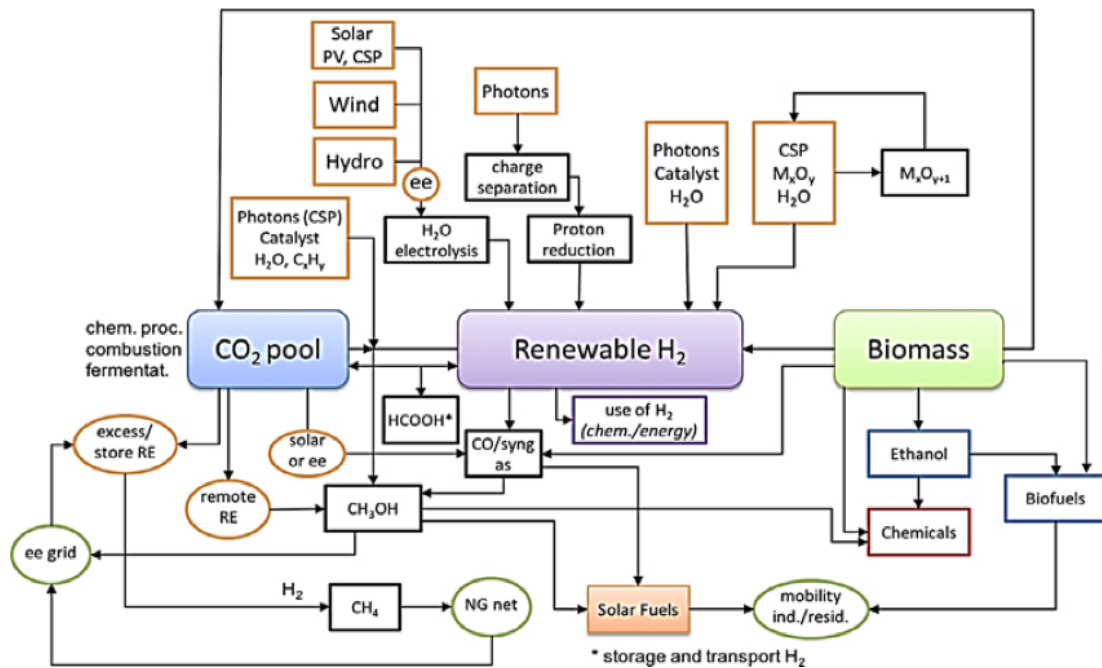 Solar
PV, CSP
Wind
Hydro
ee
Photons
charge
separation
Proton
reduction
H₂O
electrolysis
Photons
Catalyst
H₂O
CSP
MₓOᵧ
H₂O
MₓOᵧ₊₁
Photons (CSP)
Catalyst
H₂O, CₓHᵧ
chem. proc.
combustion
fermentat.
CO₂ pool
Renewable H₂
Biomass
HCOOH*
use of H₂
(chem./energy)
excess/
store RE
solar
or ee
CO/syng
as
Ethanol
remote
RE
CH₃OH
Biofuels
Chemicals
ee grid
H₂
CH₄
NG net
Solar Fuels
mobility
ind./resid.
* storage and transport H₂